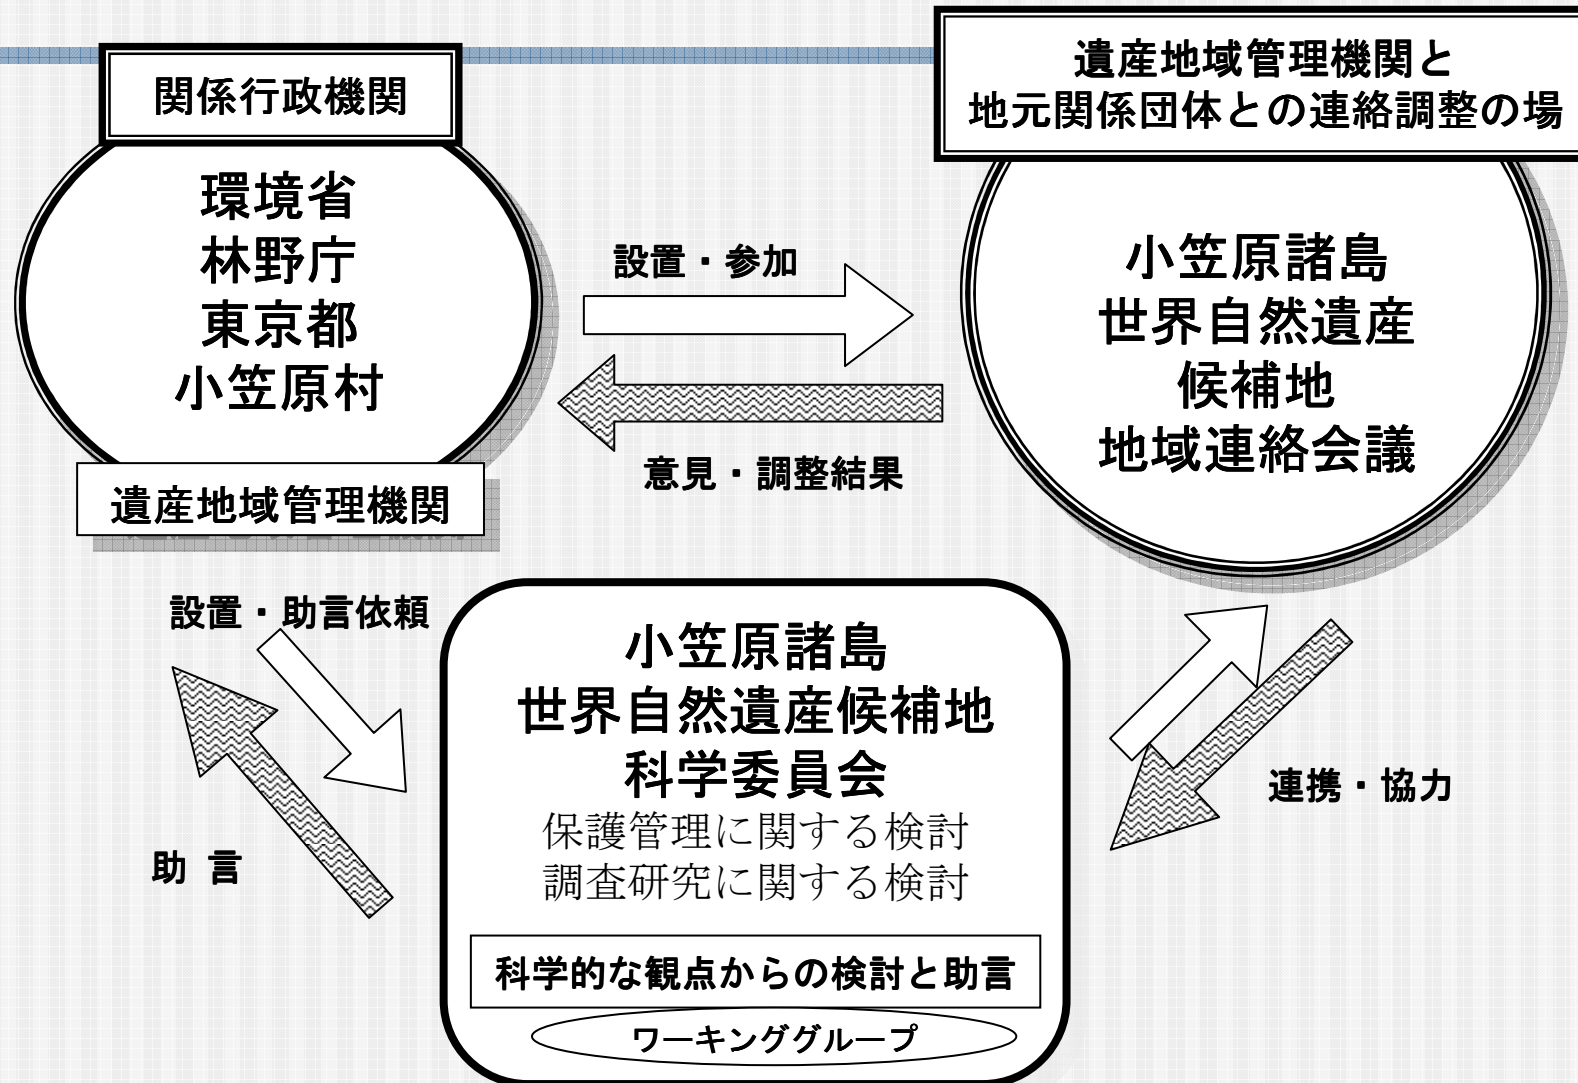 関係行政機関
環境省
林野庁
東京都
小笠原村
遺産地域管理機関
遺産地域管理機関と
地元関係団体との連絡調整の場
小笠原諸島
世界自然遺産
候補地
地域連絡会議
設置・参加
意見・調整結果
設置・助言依頼
助 言
小笠原諸島
世界自然遺産候補地
科学委員会
保護管理に関する検討
調査研究に関する検討
科学的な観点からの検討と助言
ワーキンググループ
連携・協力